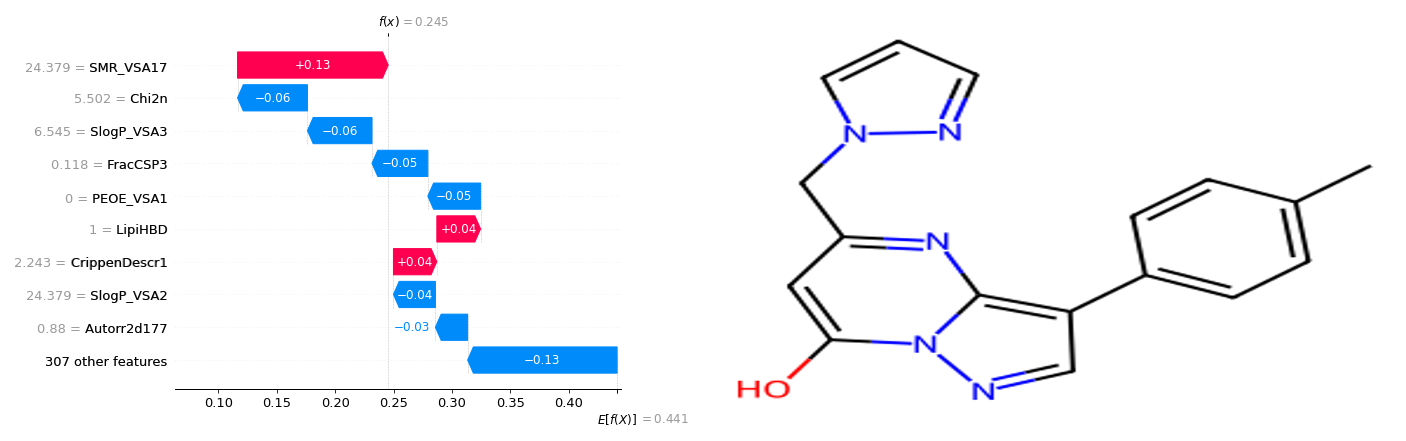 f(x) = 0.245
24.379 = SMR_VSA17
+0.13
5.502 = Chi2n
−0.06
6.545 = SlogP_VSA3
−0.06
0.118 = FracCSP3
−0.05
0 = PEOE_VSA1
−0.05
1 = LipiHBD
+0.04
2.243 = CrippenDescr1
+0.04
24.379 = SlogP_VSA2
−0.04
0.88 = Autorr2d177
−0.03
307 other features
−0.13
0.10 0.15 0.20 0.25 0.30 0.35 0.40
E[f(X)] = 0.441
N N
N
N
HO N